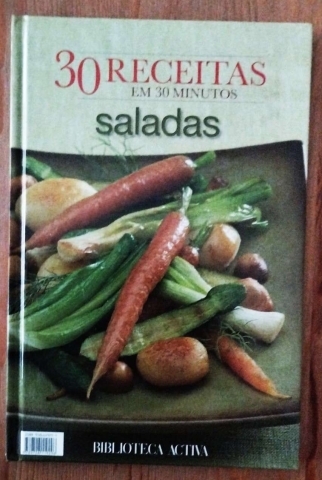 30 RECEITAS
EM 30 MINUTOS
saladas
BIBLIOTECA ACTIVA